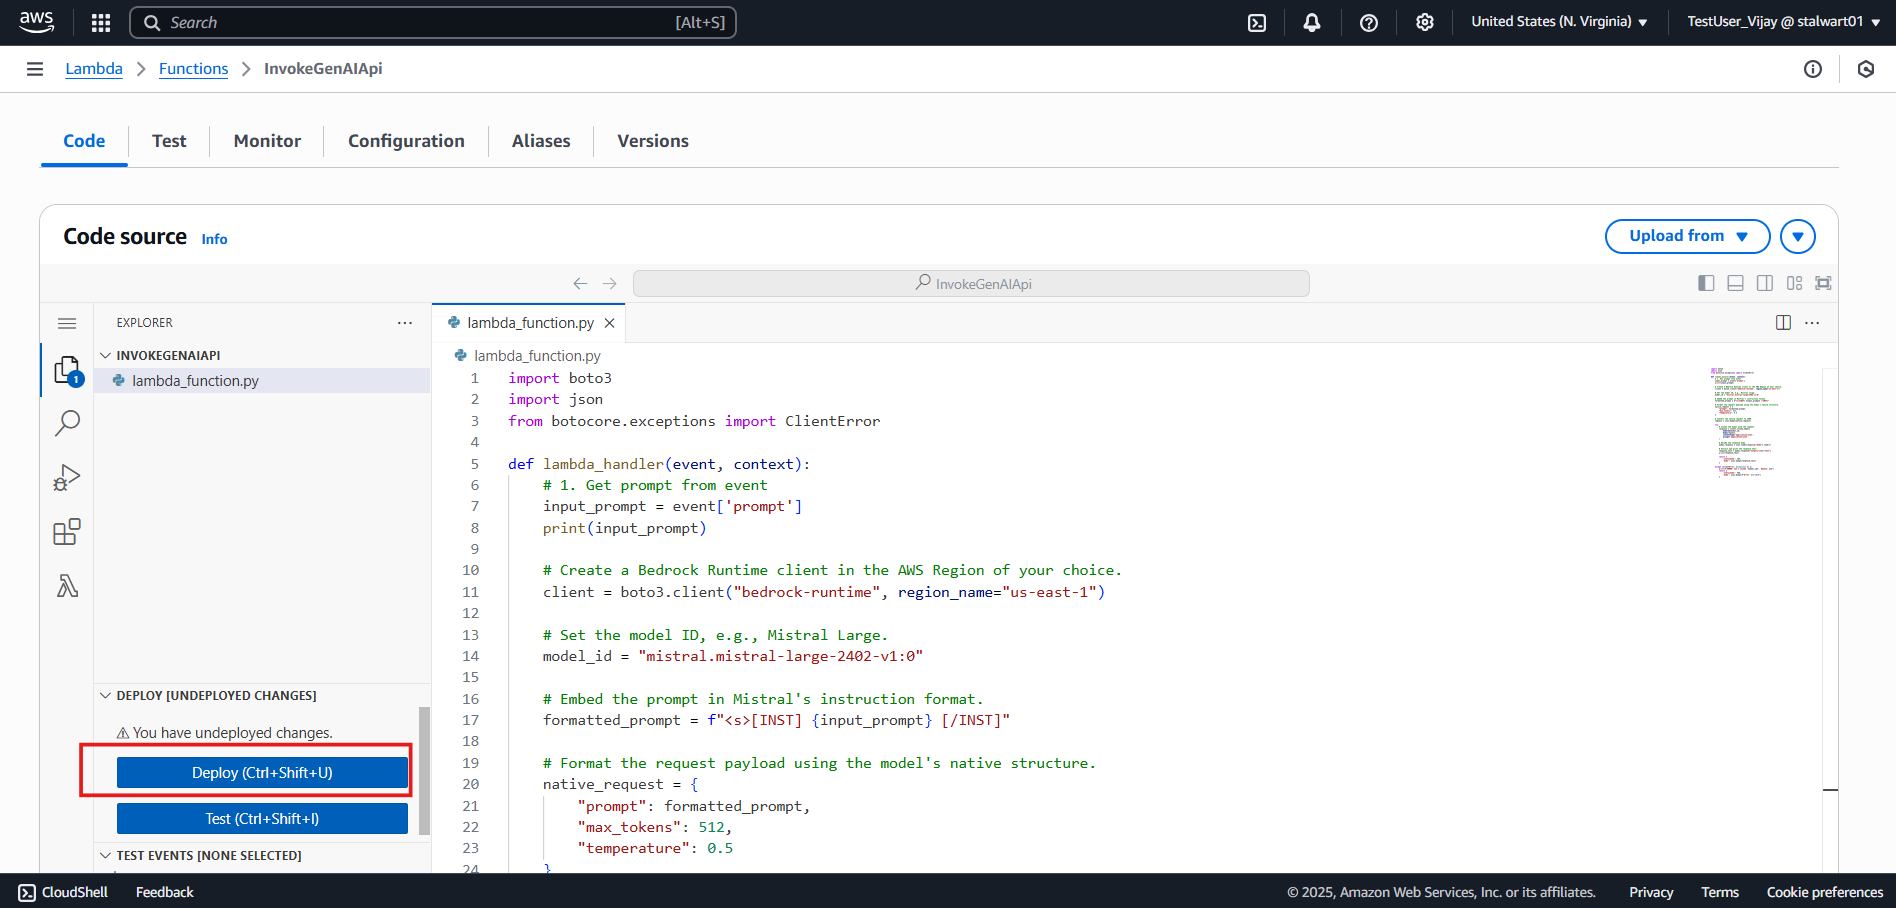 aws
Search [Alt+S]
United States (N. Virginia) ▼
TestUser_Vijay @ stalwart01 ▼
Lambda > Functions > InvokeGenAIApi
Code
Test
Monitor
Configuration
Aliases
Versions
Code source Info
Upload from ▼
InvokeGenAIApi
EXPLORER
INVOKEGENAIAPI
lambda_function.py
DEPLOY [UNDEPLOYED CHANGES]
You have undeployed changes.
Deploy (Ctrl+Shift+U)
Test (Ctrl+Shift+I)
TEST EVENTS [NONE SELECTED]
1
lambda_function.py
lambda_function.py
1 import boto3
2 import json
3 from botocore.exceptions import ClientError
4
5 def lambda_handler(event, context):
6 # 1. Get prompt from event
7 input_prompt = event['prompt']
8 print(input_prompt)
9
10 # Create a Bedrock Runtime client in the AWS Region of your choice.
11 client = boto3.client("bedrock-runtime", region_name="us-east-1")
12
13 # Set the model ID, e.g., Mistral Large.
14 model_id = "mistral.mistral-large-2402-v1:0"
15
16 # Embed the prompt in Mistral's instruction format.
17 formatted_prompt = f"<s>[INST] {input_prompt} [/INST]"
18
19 # Format the request payload using the model's native structure.
20 native_request = {
21 "prompt": formatted_prompt,
22 "max_tokens": 512,
23 "temperature": 0.5
24 }
CloudShell
Feedback
© 2025, Amazon Web Services, Inc. or its affiliates.
Privacy
Terms
Cookie preferences